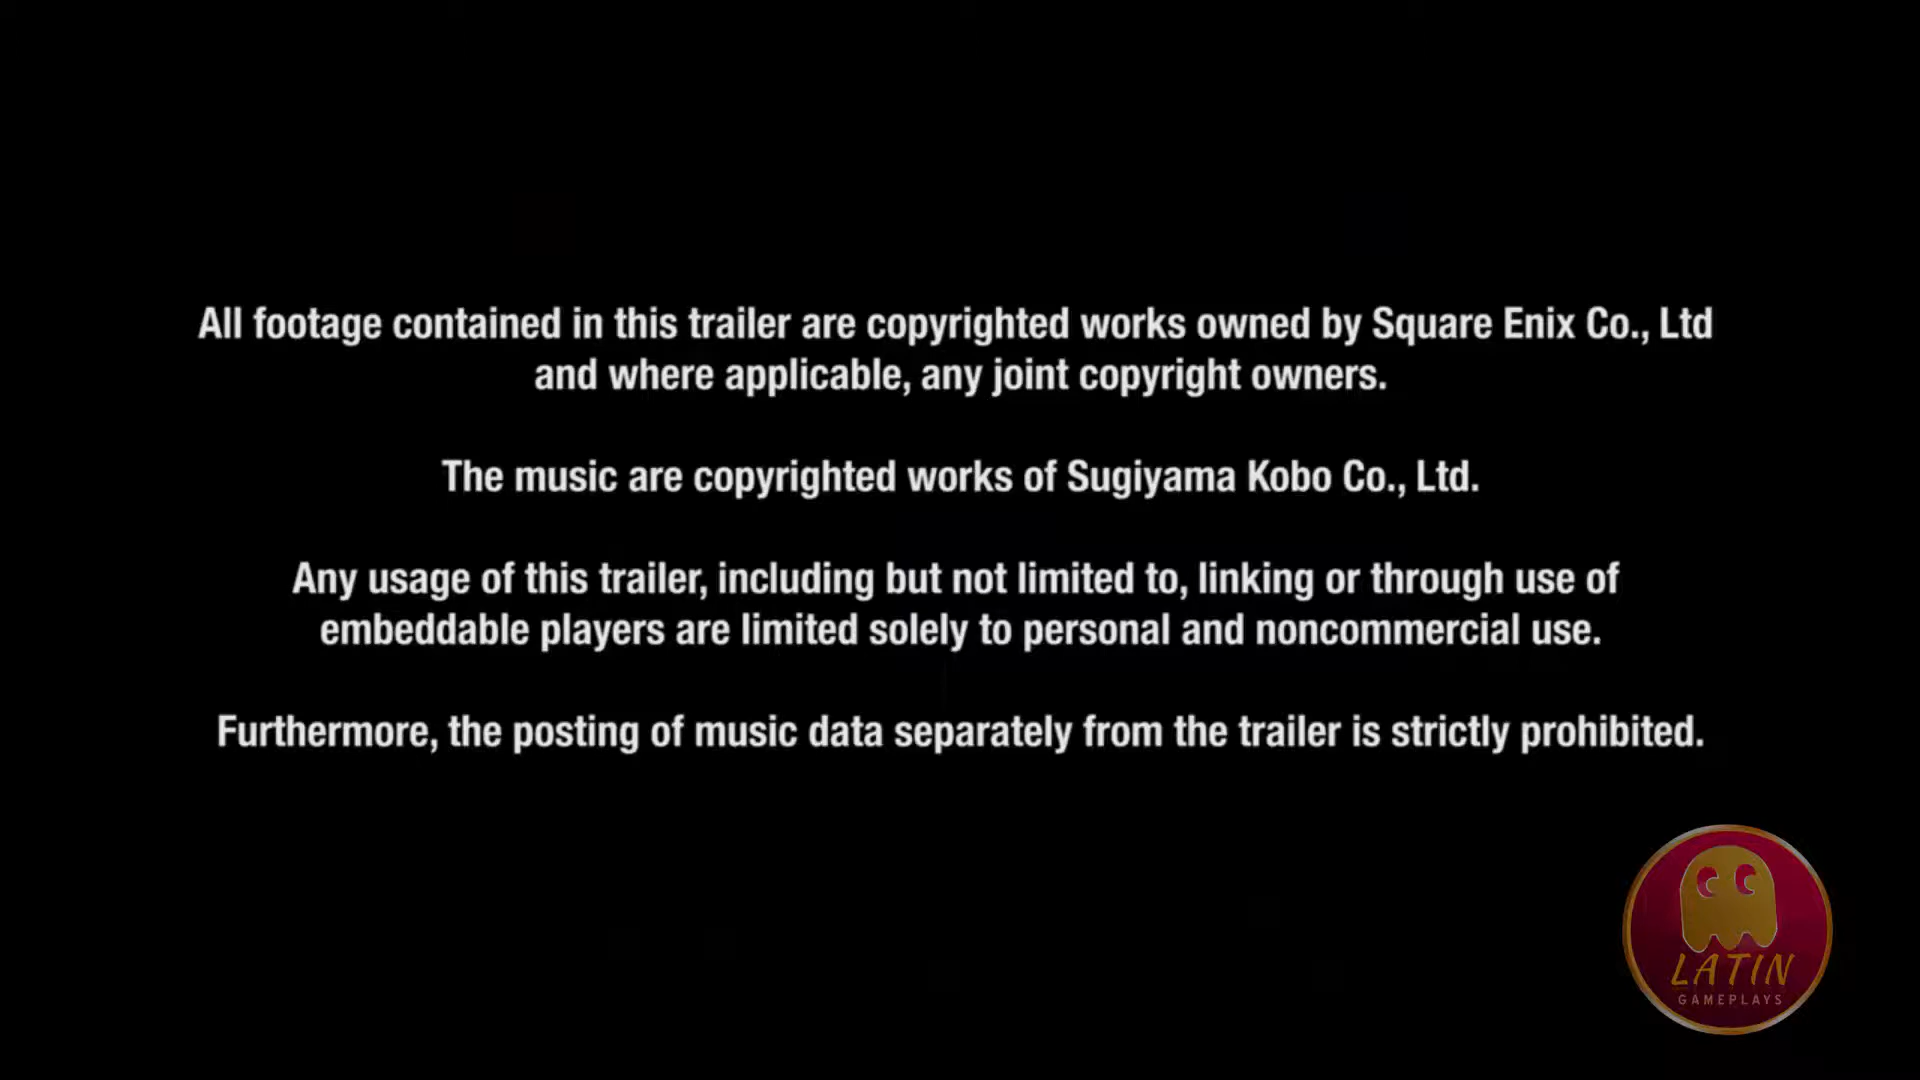 All footage contained in this trailer are copyrighted works owned by Square Enix Co., Ltd
and where applicable, any joint copyright owners.
The music are copyrighted works of Sugiyama Kobo Co., Ltd.
Any usage of this trailer, including but not limited to, linking or through use of
embeddable players are limited solely to personal and noncommercial use.
Furthermore, the posting of music data separately from the trailer is strictly prohibited.
LATIN
GAMEPLAYS